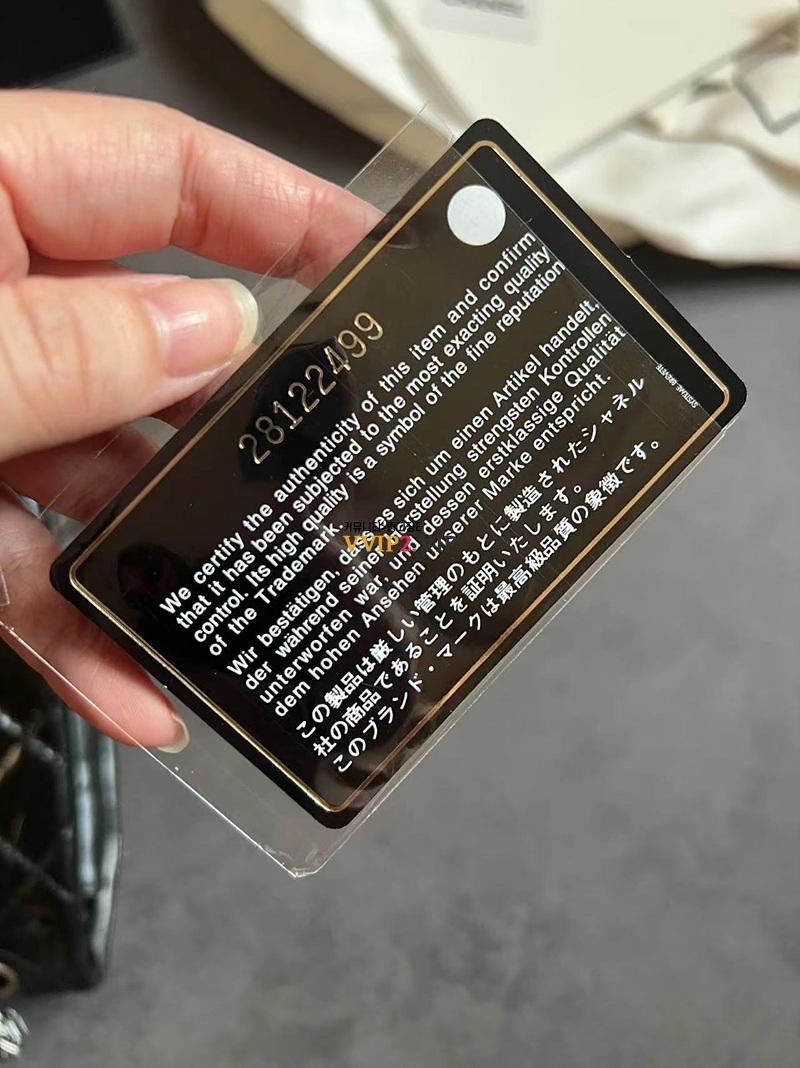 28122499
We certify the authenticity of this item and confirm
that it has been subjected to the most exacting quality
control. Its high quality is a symbol of the fine reputation
of the Trademark.
Wir bestätigen, dass es sich um einen Artikel handelt,
der während seiner Herstellung strengsten Kontrollen
unterworfen war, und dessen erstklassige Qualität
dem hohen Ansehen unserer Marke entspricht.
この製品は厳しい管理のもとに製造されたシャネル
社の商品であることを証明いたします。
このブランド・マークは最高級品質の象徴です。
SYSTEME BREVETE
VVIP2